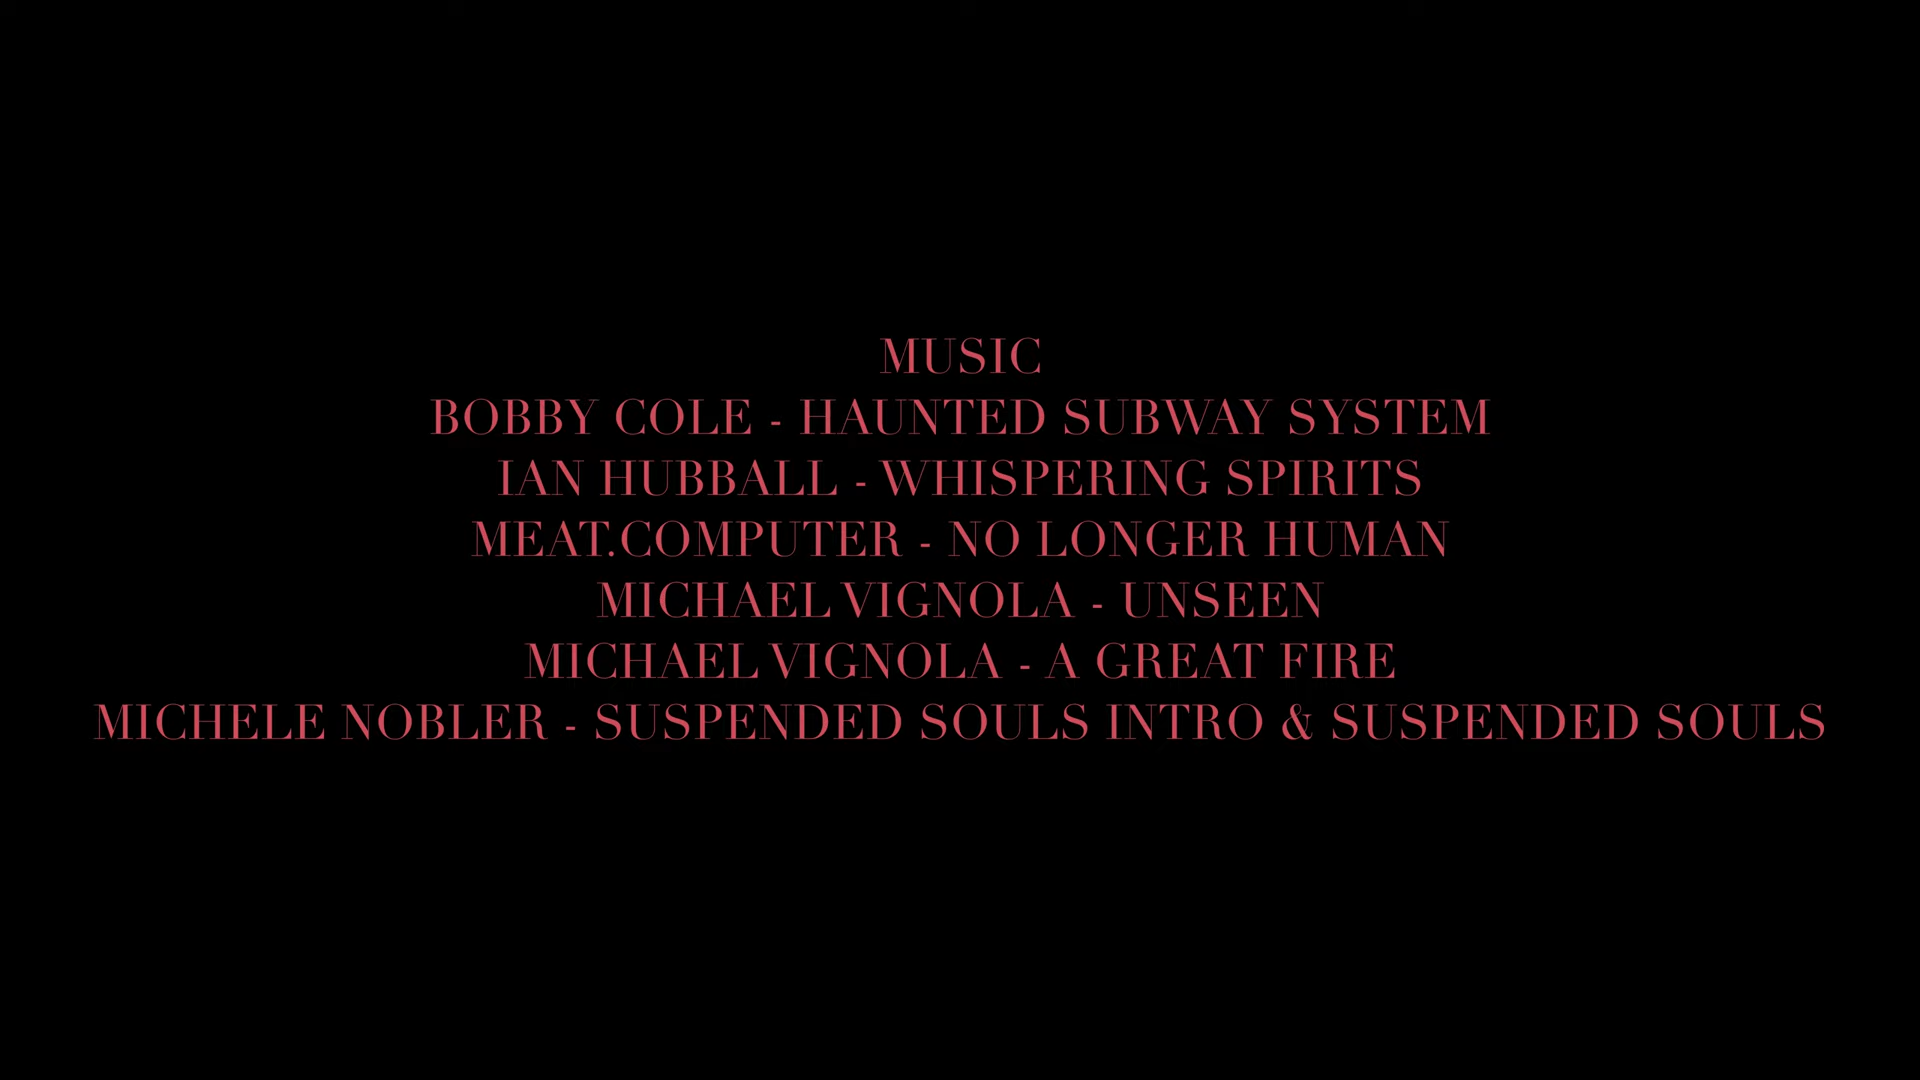 MUSIC
BOBBY COLE - HAUNTED SUBWAY SYSTEM
IAN HUBBALL - WHISPERING SPIRITS
MEAT.COMPUTER - NO LONGER HUMAN
MICHAEL VIGNOLA - UNSEEN
MICHAEL VIGNOLA - A GREAT FIRE
MICHELE NOBLER - SUSPENDED SOULS INTRO & SUSPENDED SOULS